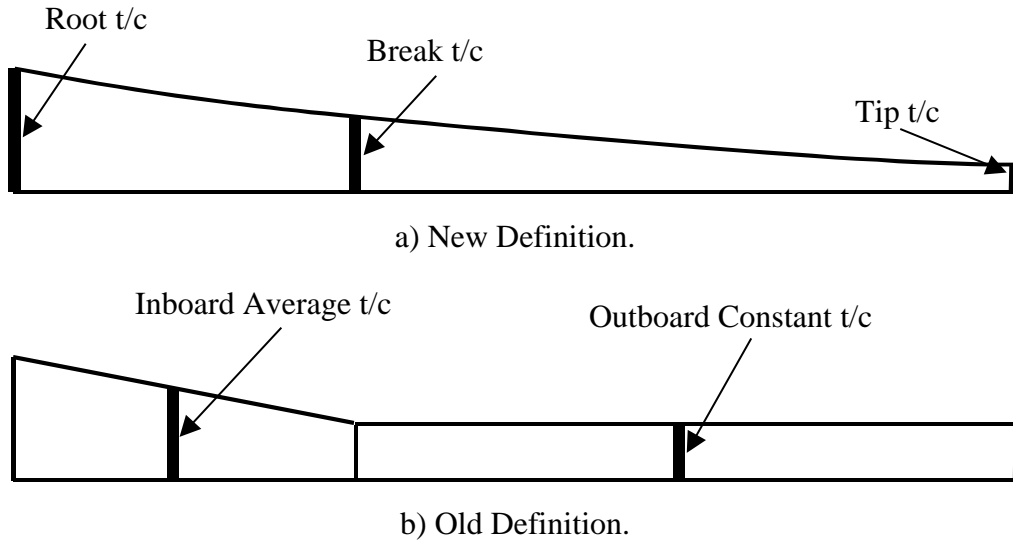 Root t/c
Break t/c
Tip t/c
a) New Definition.
Inboard Average t/c
Outboard Constant t/c
b) Old Definition.